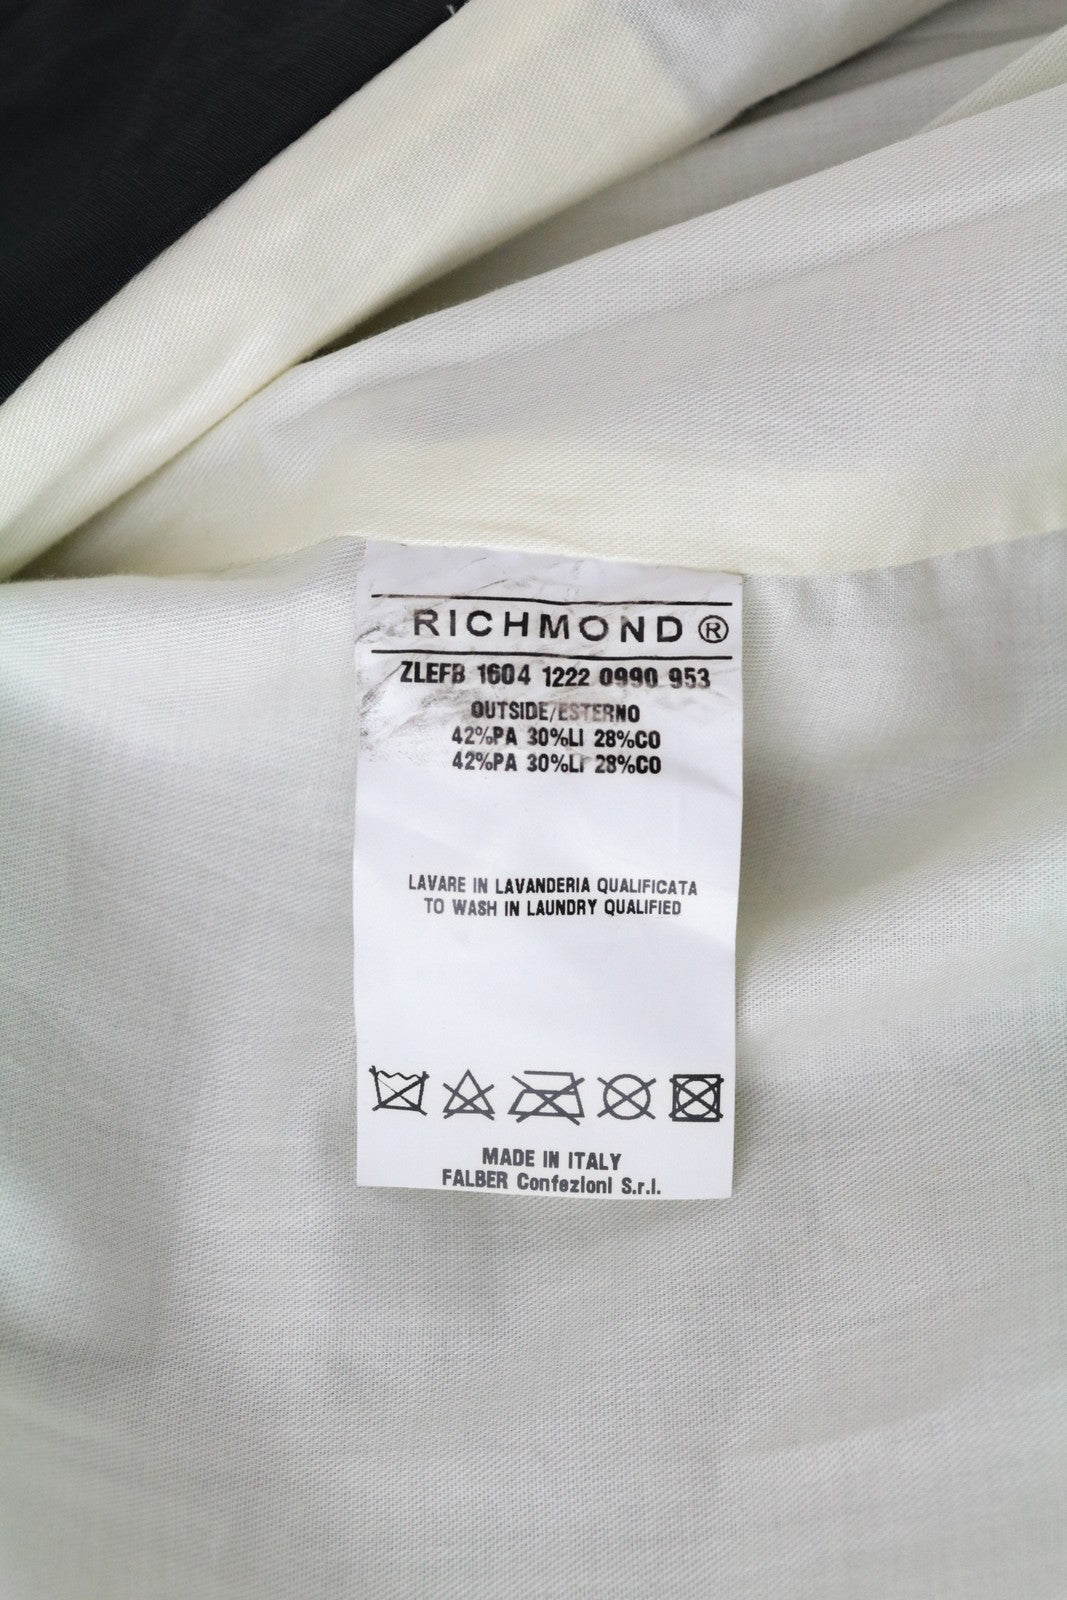 RICHMOND®
ZLEFB 1604 1222 0990 953
OUTSIDE/ESTERNO
42%PA 30%LI 28%CO
42%PA 30%LI 28%CO
LAVARE IN LAVANDERIA QUALIFICATA
TO WASH IN LAUNDRY QUALIFIED
MADE IN ITALY
FALBER Confezioni S.r.l.